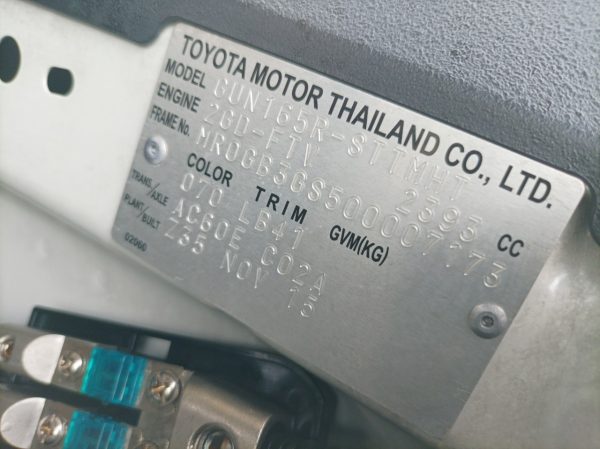 TOYOTA MOTOR THAILAND CO., LTD.
MODEL GUN165R-STTMHT
ENGINE 2GD-FTV 2393 CC
FRAME No. MR0GB3GS500007773
COLOR TRIM GVM(KG)
070 LB41
TRANS./AXLE AC60E C02A
PLANT/BUILT Z35 NOV 15
02060